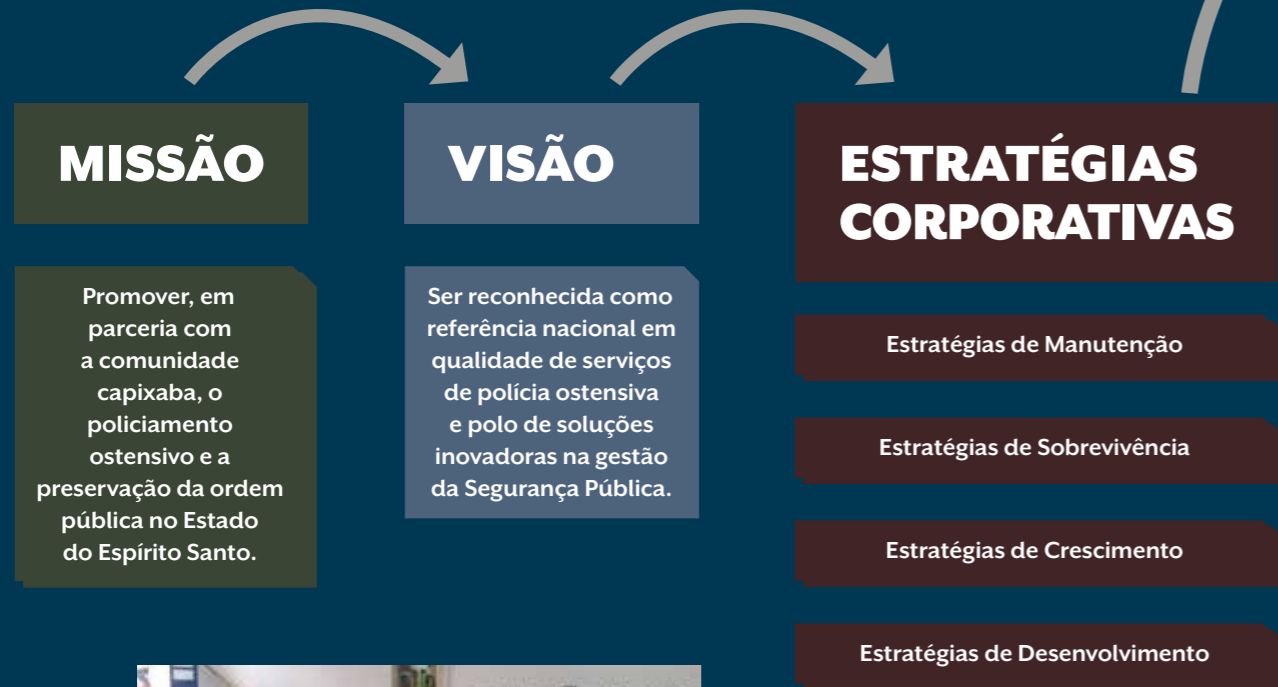 MISSÃO
Promover, em
parceria com
a comunidade
capixaba, o
policiamento
ostensivo e a
preservação da ordem
pública no Estado
do Espírito Santo.
VISÃO
Ser reconhecida como
referência nacional em
qualidade de serviços
de polícia ostensiva
e polo de soluções
inovadoras na gestão
da Segurança Pública.
ESTRATÉGIAS
CORPORATIVAS
Estratégias de Manutenção
Estratégias de Sobrevivência
Estratégias de Crescimento
Estratégias de Desenvolvimento